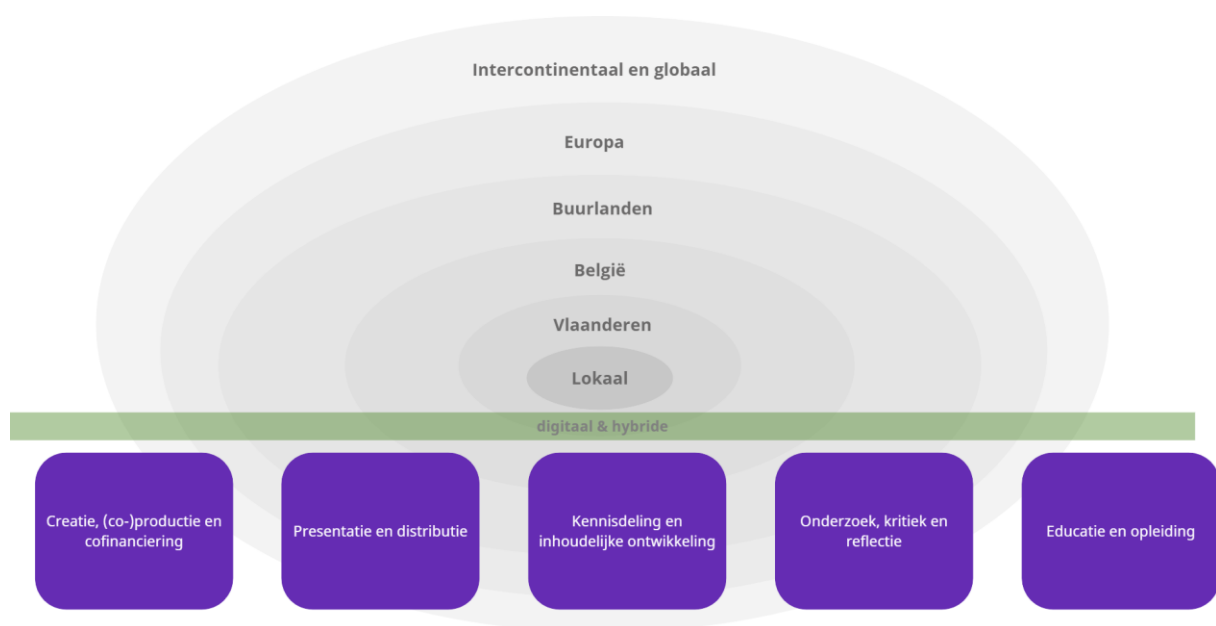 Intercontinentaal en globaal
Europa
Buurlanden
België
Vlaanderen
Lokaal
digitaal & hybride
Creatie, (co-)productie en
cofinanciering
Presentatie en distributie
Kennisdeling en
inhoudelijke ontwikkeling
Onderzoek, kritiek en
reflectie
Educatie en opleiding